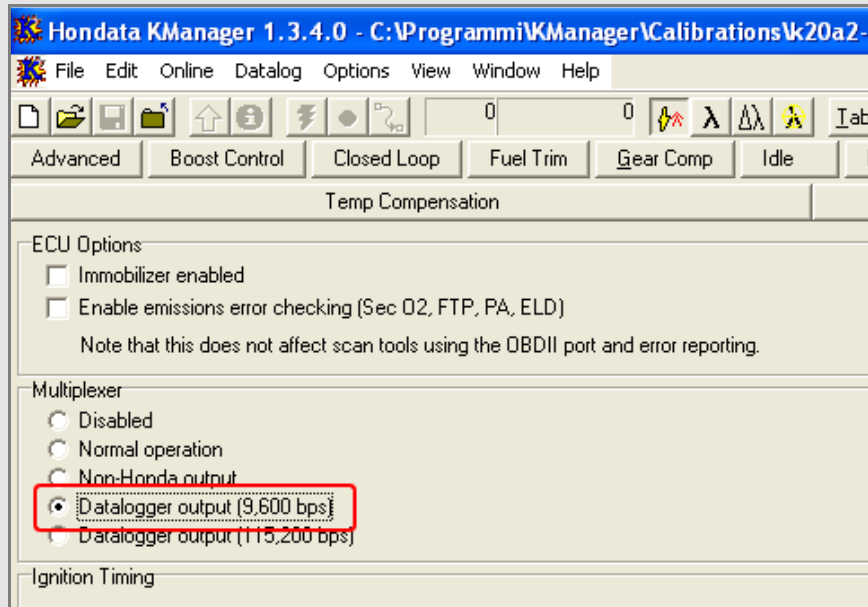 Hondata KManager 1.3.4.0 - C:\Programmi\KManager\Calibrations\k20a2-
File Edit Online Datalog Options View Window Help
0 0 λ Δλ Tab
Advanced Boost Control Closed Loop Fuel Trim Gear Comp Idle
Temp Compensation
ECU Options
Immobilizer enabled
Enable emissions error checking (Sec O2, FTP, PA, ELD)
Note that this does not affect scan tools using the OBDII port and error reporting.
Multiplexer
Disabled
Normal operation
Non-Honda output
Datalogger output (9,600 bps)
Datalogger output (115,200 bps)
Ignition Timing